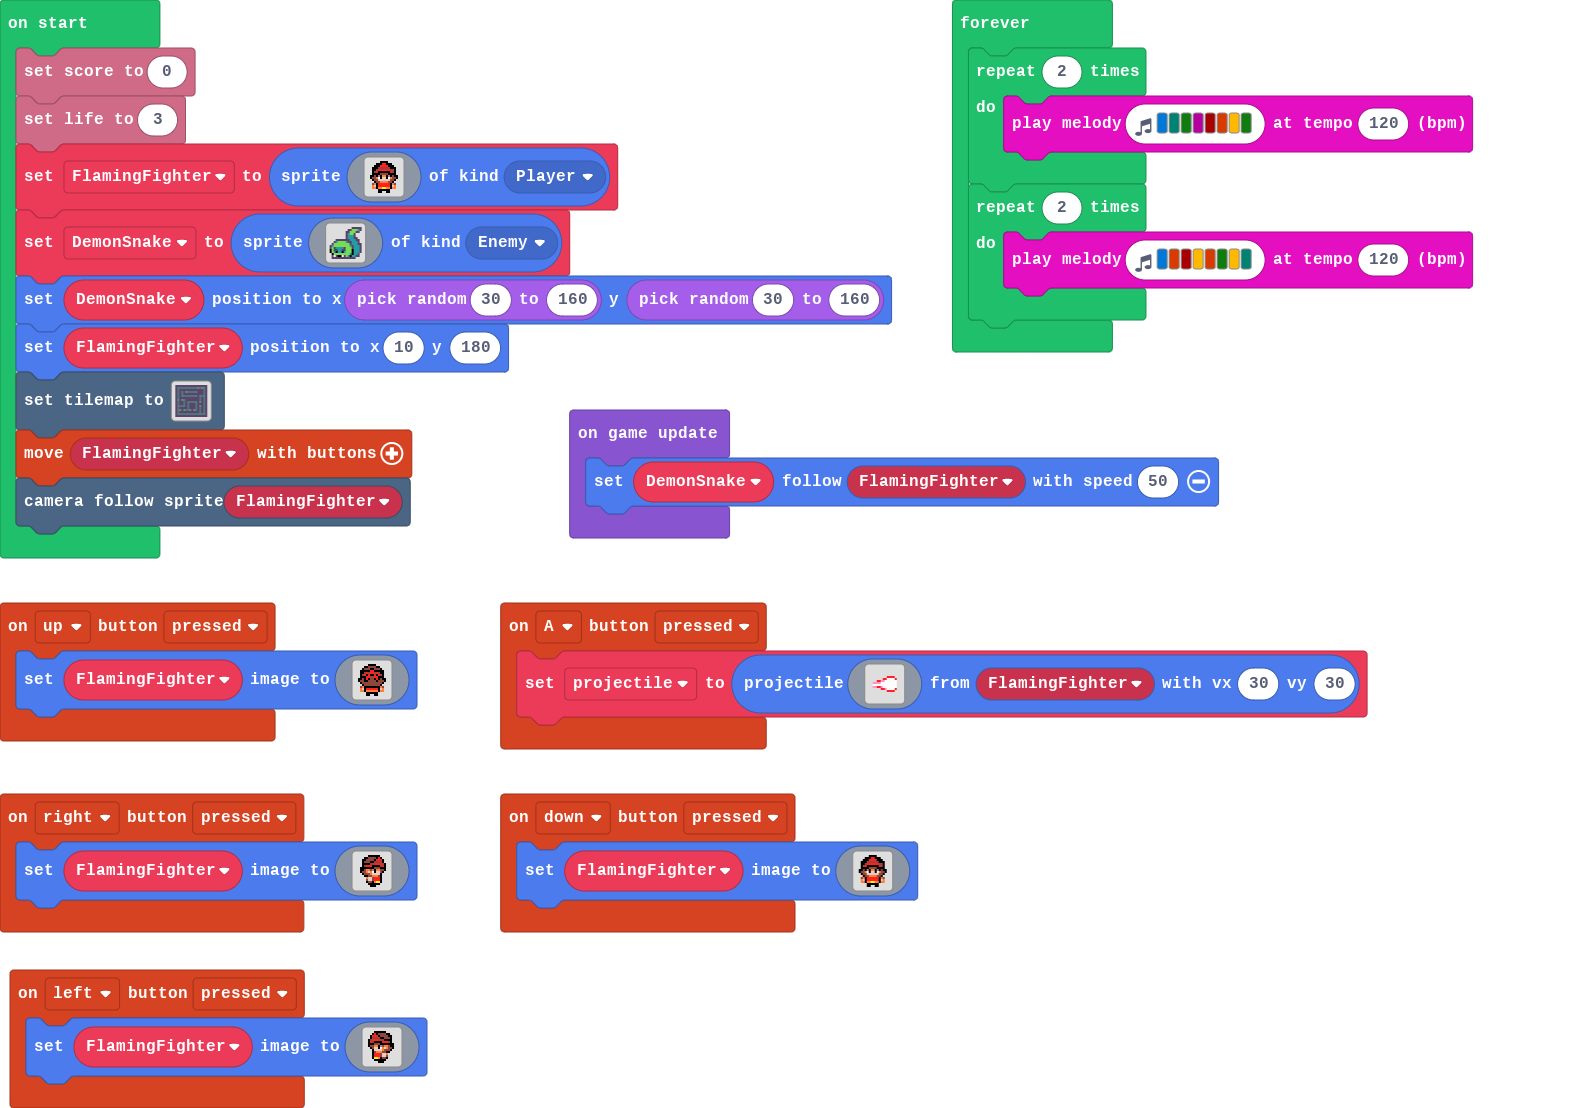 on start
set score to 0
set life to 3
set FlamingFighter to sprite of kind Player
set DemonSnake to sprite of kind Enemy
set DemonSnake position to x pick random 30 to 160 y pick random 30 to 160
set FlamingFighter position to x 10 y 180
set tilemap to
move FlamingFighter with buttons
camera follow sprite FlamingFighter
forever
repeat 2 times
do
play melody at tempo 120 (bpm)
repeat 2 times
do
play melody at tempo 120 (bpm)
on game update
set DemonSnake follow FlamingFighter with speed 50
on up button pressed
set FlamingFighter image to
on A button pressed
set projectile to projectile from FlamingFighter with vx 30 vy 30
on right button pressed
set FlamingFighter image to
on down button pressed
set FlamingFighter image to
on left button pressed
set FlamingFighter image to